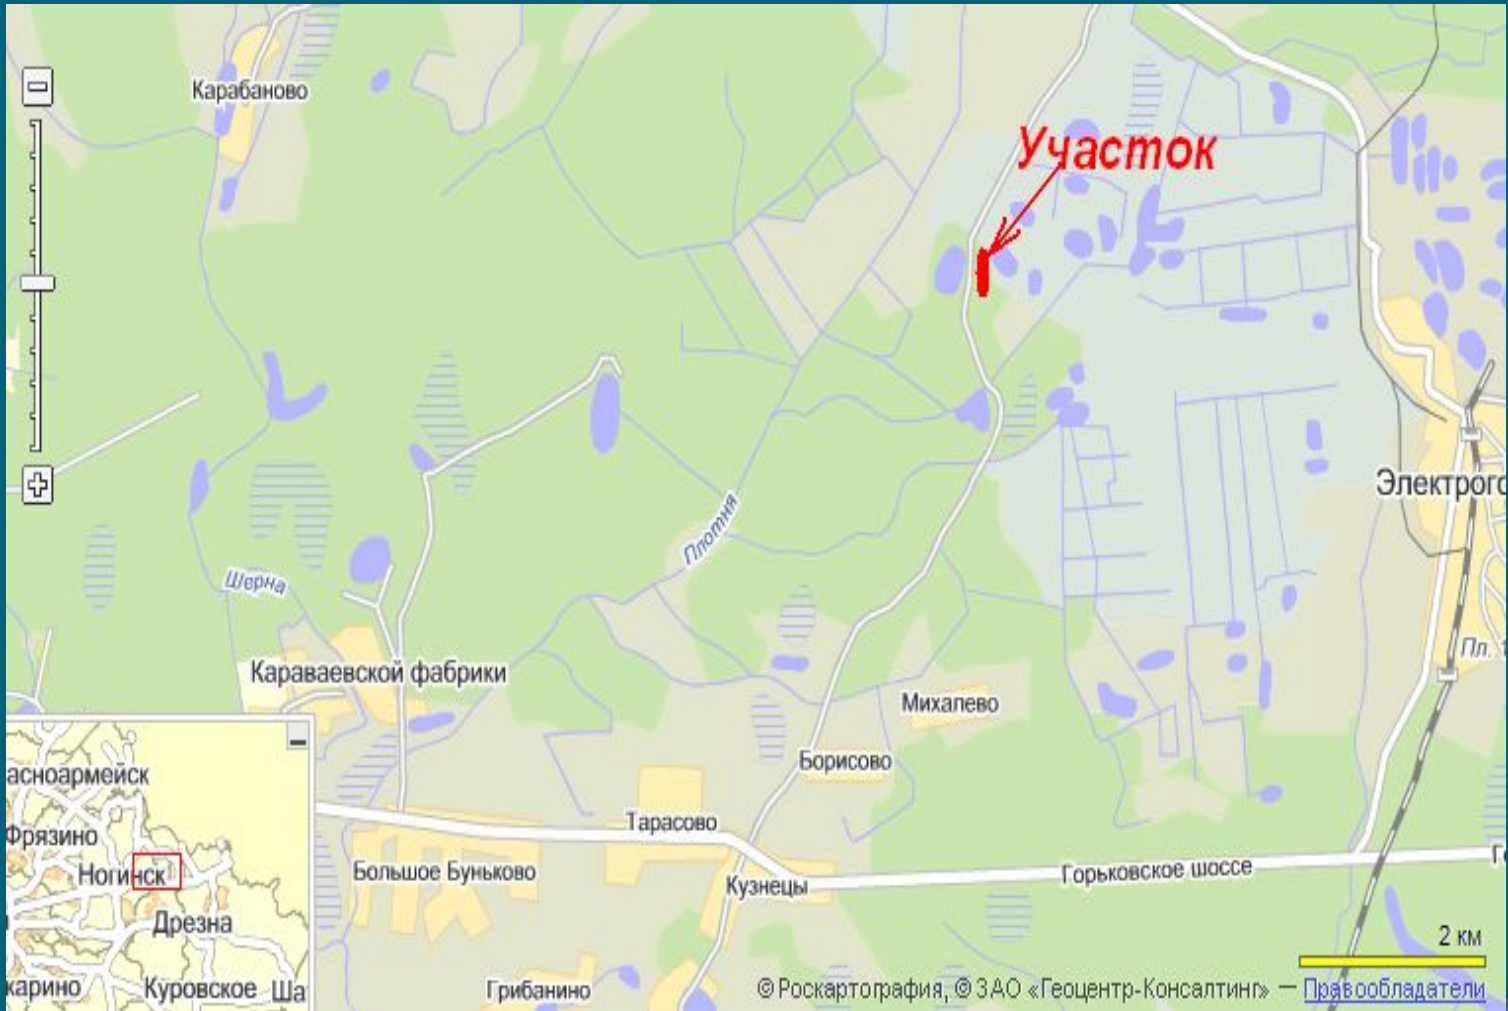 Карабаново
Участок
Электрого
Плотня
Шерна
Пл.
Караваевской фабрики
Михалево
Борисово
асноармейск
Фрязино
Тарасово
Ногинск
Большое Буньково
Горьковское шоссе
Кузнецы
Дрезна
2 км
Куровское Ша
карино
Грибанино
© Роскартография, © ЗАО «Геоцентр-Консалтинг» — Правообладатели